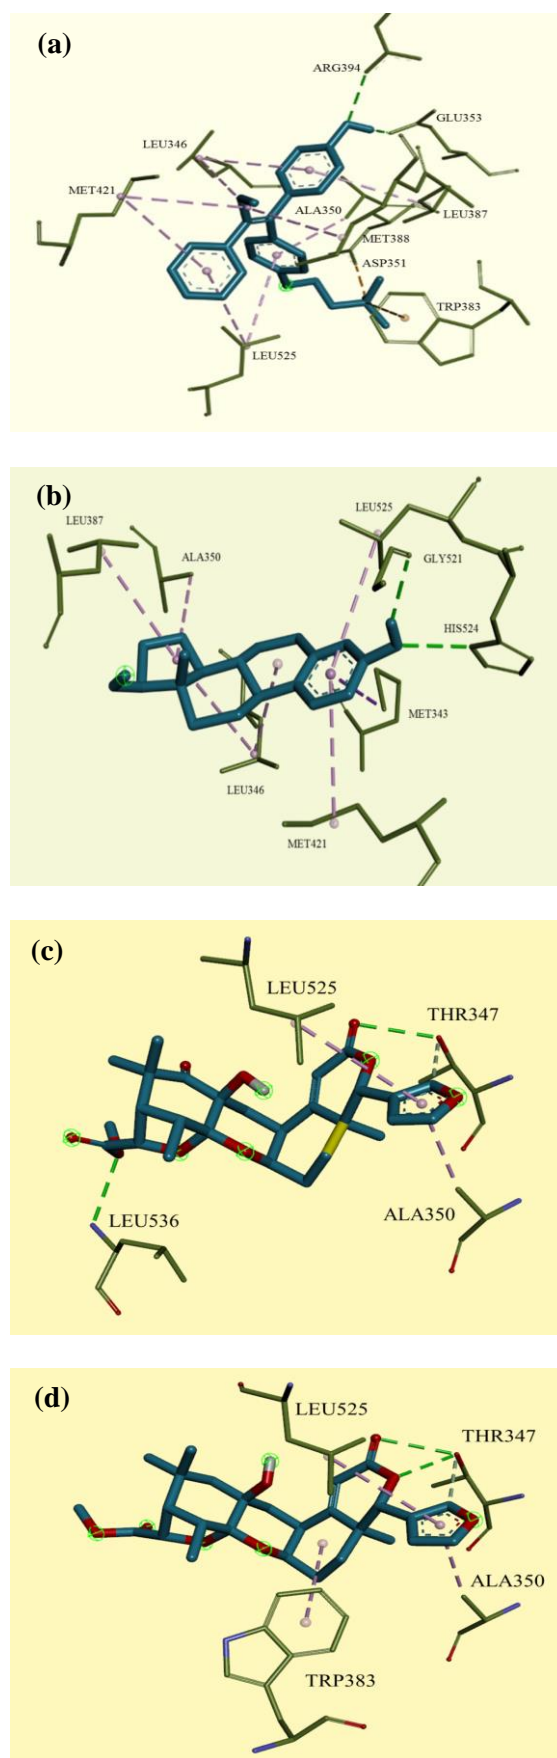 (a)
ARG394
GLU353
LEU346
MET421
ALA350
LEU387
MET388
ASP351
TRP383
LEU525
(b)
LEU387
ALA350
LEU525
GLY521
HIS524
MET343
LEU346
MET421
(c)
LEU525
THR347
ALA350
LEU536
(d)
LEU525
THR347
ALA350
TRP383